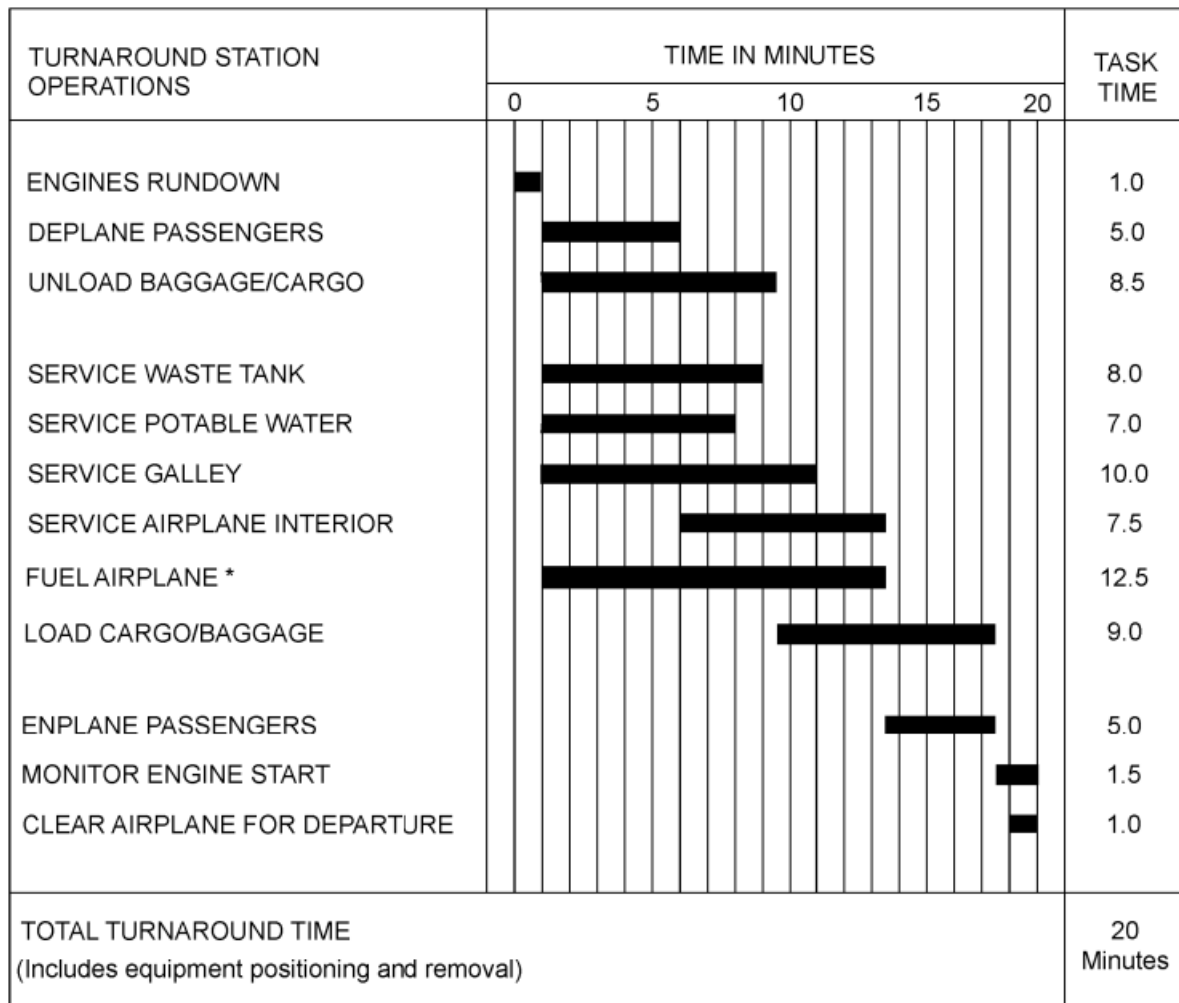 TURNAROUND STATION
OPERATIONS
TIME IN MINUTES
TASK
TIME
0 5 10 15 20
ENGINES RUNDOWN 1.0
DEPLANE PASSENGERS 5.0
UNLOAD BAGGAGE/CARGO 8.5
SERVICE WASTE TANK 8.0
SERVICE POTABLE WATER 7.0
SERVICE GALLEY 10.0
SERVICE AIRPLANE INTERIOR 7.5
FUEL AIRPLANE * 12.5
LOAD CARGO/BAGGAGE 9.0
ENPLANE PASSENGERS 5.0
MONITOR ENGINE START 1.5
CLEAR AIRPLANE FOR DEPARTURE 1.0
TOTAL TURNAROUND TIME
(Includes equipment positioning and removal)
20
Minutes